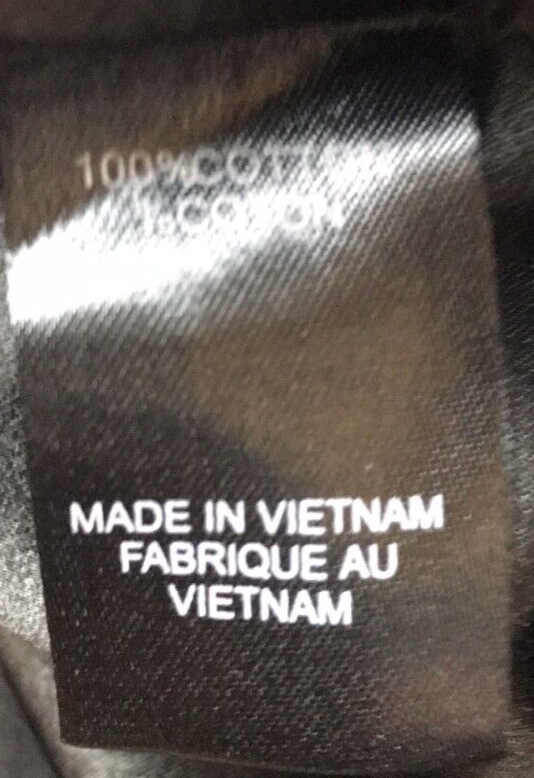 100%COTTON
COTON
MADE IN VIETNAM
FABRIQUE AU
VIETNAM